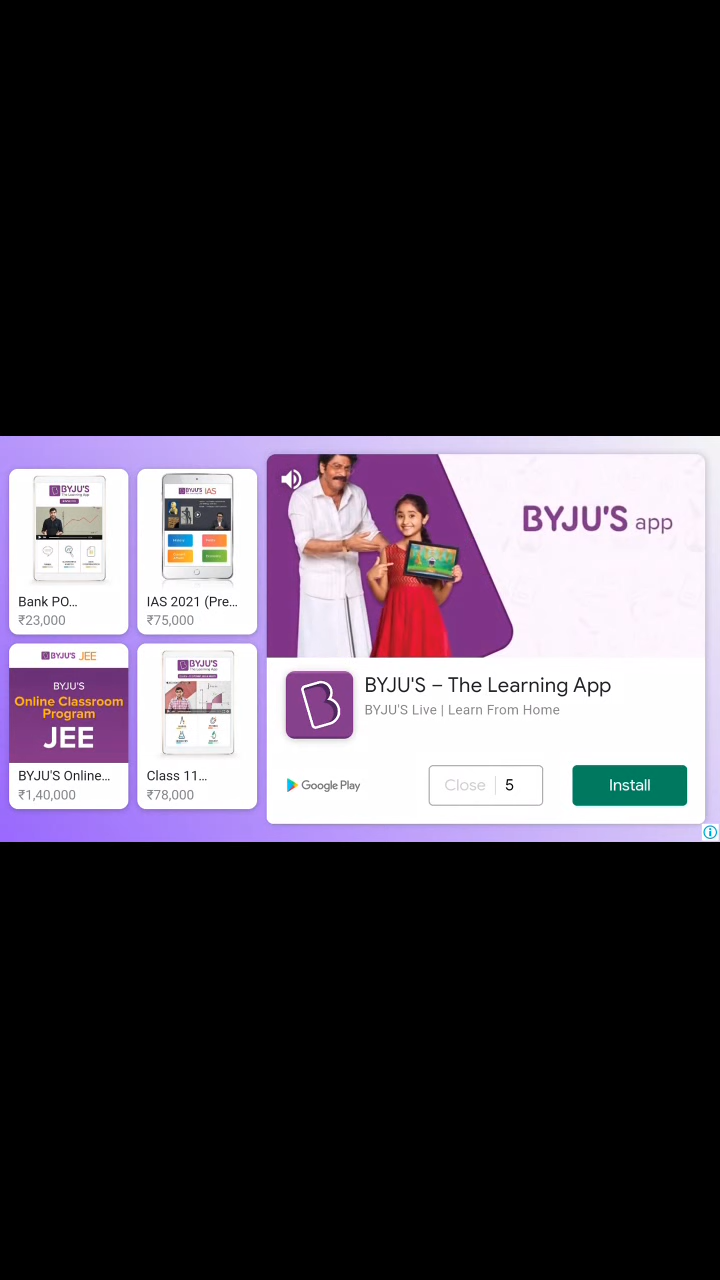 BYJU'S
The Learning App
Bank PO...
₹23,000
BYJU'S IAS
IAS 2021 (Pre...
₹75,000
BYJU'S JEE
BYJU'S
Online Classroom
Program
JEE
BYJU'S Online...
₹1,40,000
BYJU'S
The Learning App
Class 11...
₹78,000
BYJU'S app
BYJU'S – The Learning App
BYJU'S Live | Learn From Home
Google Play
Close 5
Install